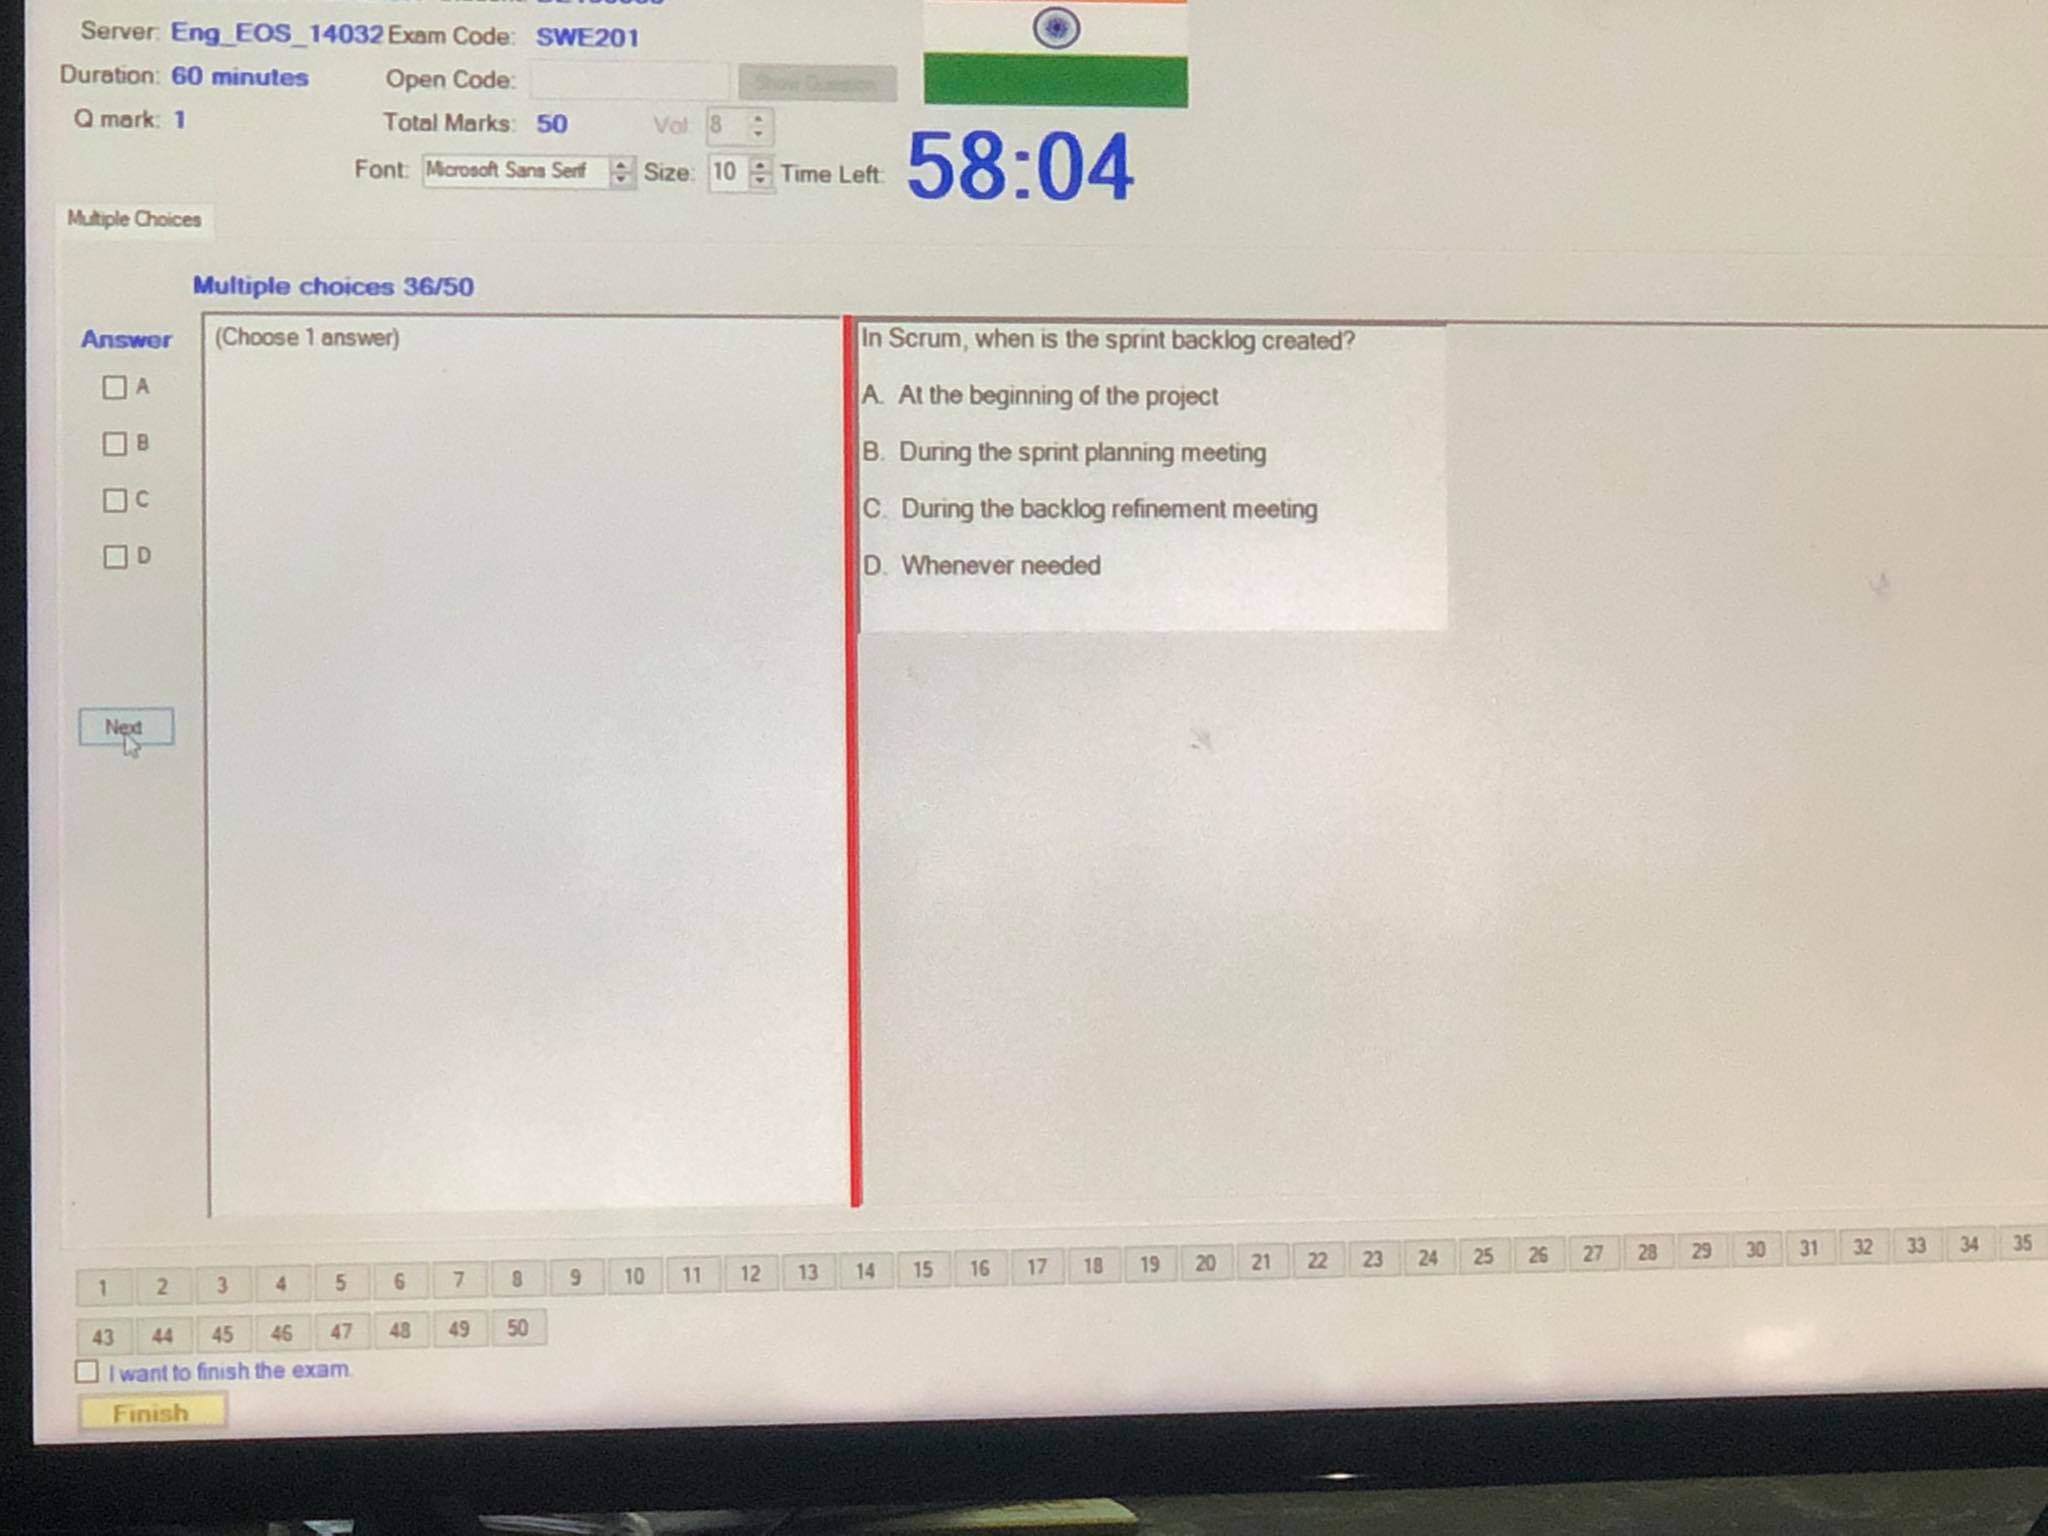 Server: Eng_EOS_14032 Exam Code: SWE201
Duration: 60 minutes Open Code: Show Question
Q mark: 1 Total Marks: 50 Vol 8
Font: Microsoft Sans Serif Size: 10 Time Left: 58:04
Multiple Choices
Multiple choices 36/50
Answer
(Choose 1 answer)
A
B
C
D
Next
In Scrum, when is the sprint backlog created?
A. At the beginning of the project
B. During the sprint planning meeting
C. During the backlog refinement meeting
D. Whenever needed
1 2 3 4 5 6 7 8 9 10 11 12 13 14 15 16 17 18 19 20 21 22 23 24 25 26 27 28 29 30 31 32 33 34 35
43 44 45 46 47 48 49 50
I want to finish the exam.
Finish